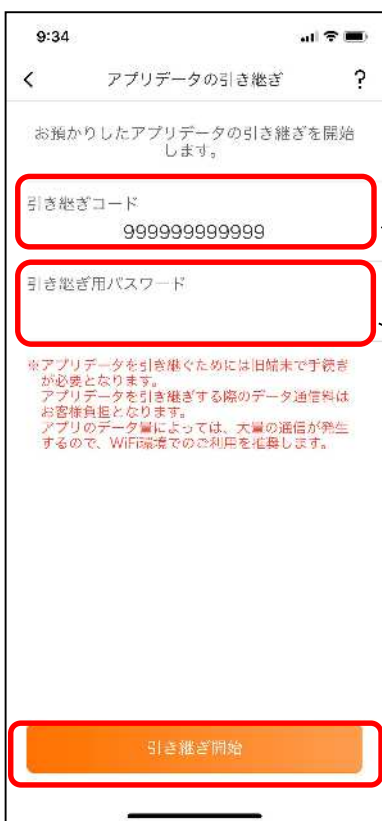 9:34
アプリデータの引き継ぎ ?
お預かりしたアプリデータの引き継ぎを開始
します。
引き継ぎコード
999999999999
引き継ぎ用パスワード
※アプリデータを引き継ぐためには旧端末で手続き
が必要となります。
アプリデータを引き継ぎする際のデータ通信料は
お客様負担となります。
アプリのデータ量によっては、大量の通信が発生
するので、WiFi環境でのご利用を推奨します。
引き継ぎ開始